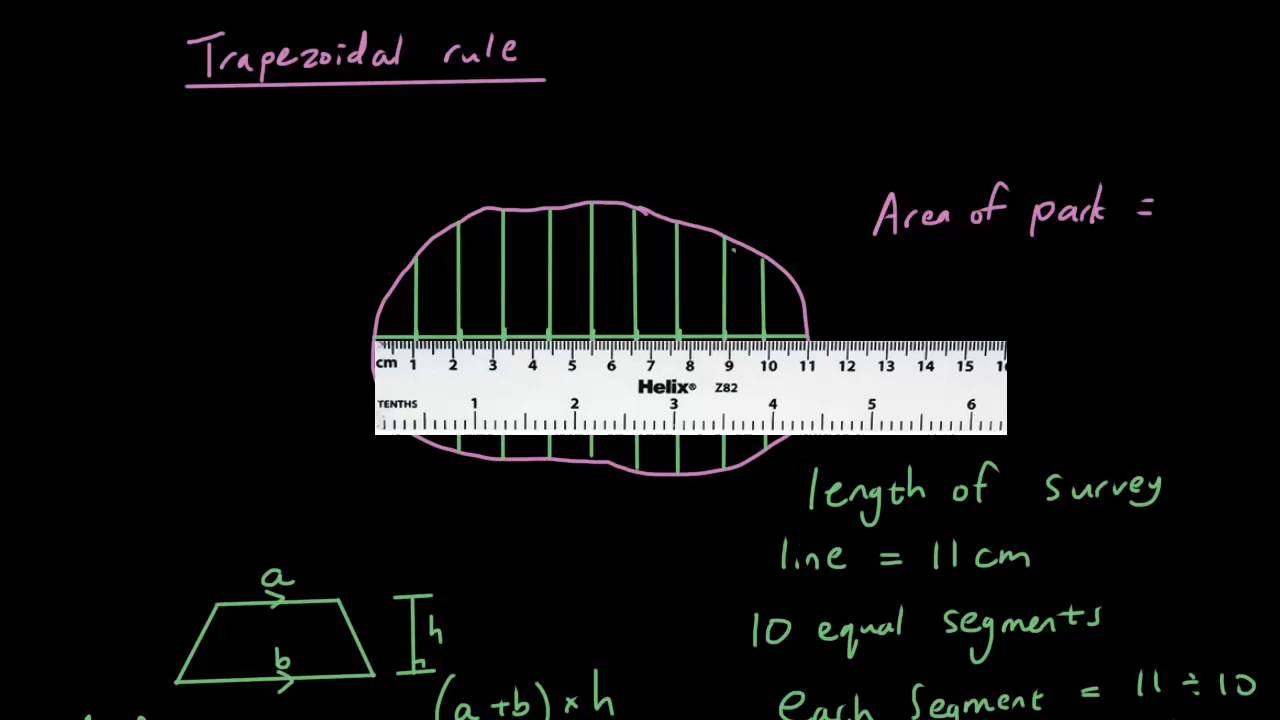 Trapezoidal rule
Area of park =
cm 1 2 3 4 5 6 7 8 9 10 11 12 13 14 15 16
Helix® Z82
TENTHS 1 2 3 4 5 6
length of survey
line = 11 cm
10 equal segments
each segment = 11 ÷ 10
a
h
b
(a + b) × h